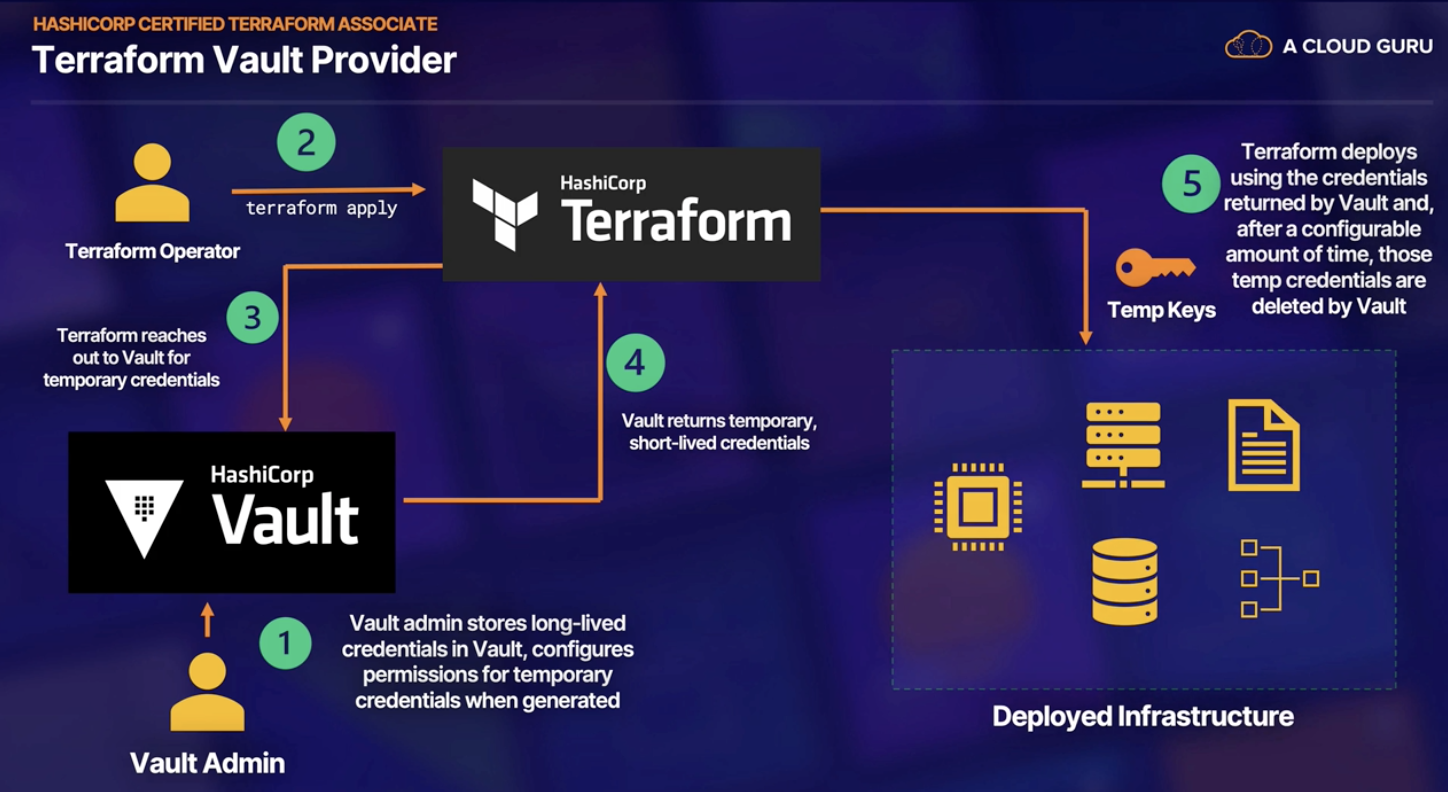 HASHICORP CERTIFIED TERRAFORM ASSOCIATE
Terraform Vault Provider
A CLOUD GURU
2
terraform apply
Terraform Operator
HashiCorp
Terraform
5
Terraform deploys
using the credentials
returned by Vault and,
after a configurable
amount of time, those
temp credentials are
deleted by Vault
Temp Keys
3
Terraform reaches
out to Vault for
temporary credentials
4
Vault returns temporary,
short-lived credentials
HashiCorp
Vault
1
Vault admin stores long-lived
credentials in Vault, configures
permissions for temporary
credentials when generated
Vault Admin
Deployed Infrastructure